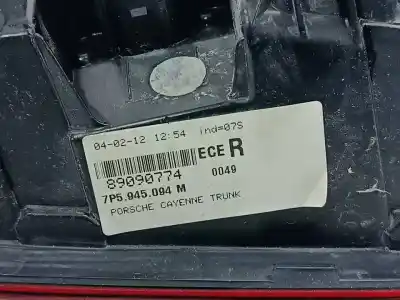 04-02-12 12:54 ind=07S
ECE R
89090774 0049
7P5.945.094 M
PORSCHE CAYENNE TRUNK